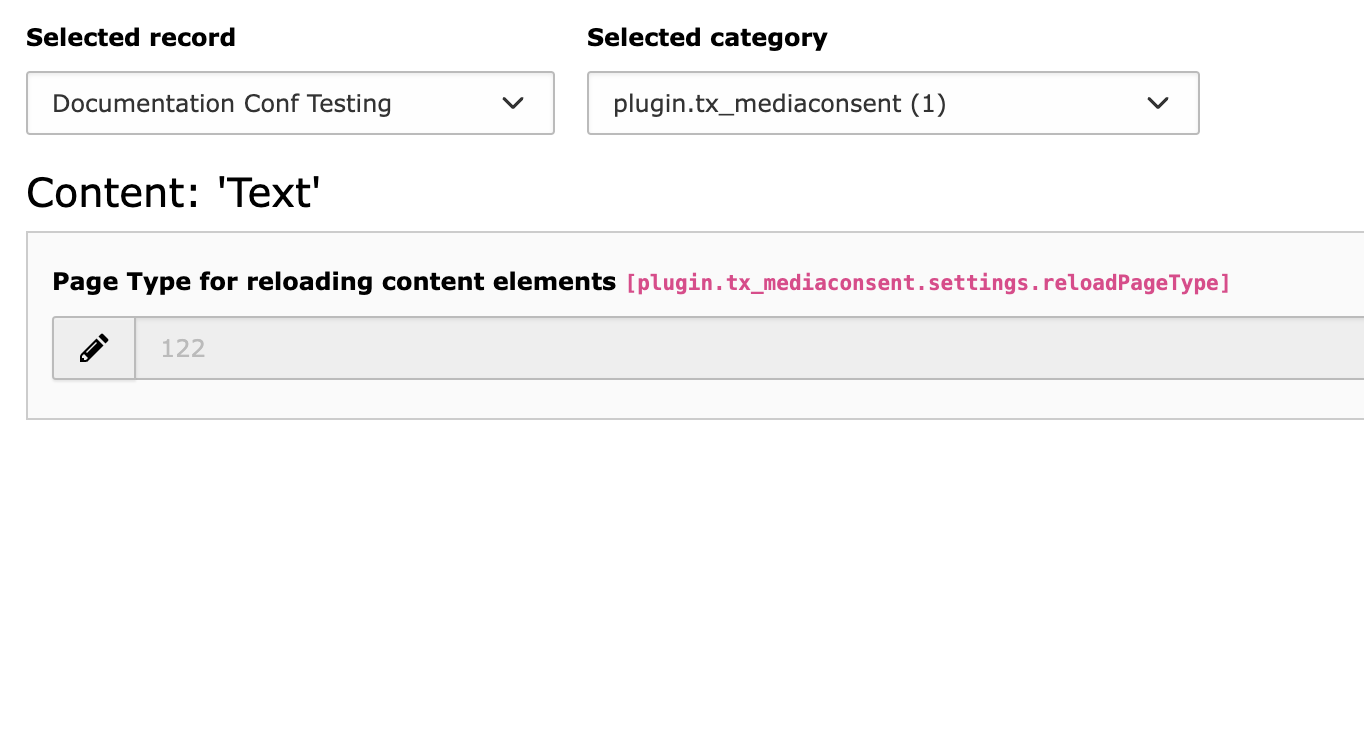 Selected record
Selected category
Documentation Conf Testing
plugin.tx_mediaconsent (1)
Content: 'Text'
Page Type for reloading content elements [plugin.tx_mediaconsent.settings.reloadPageType]
122